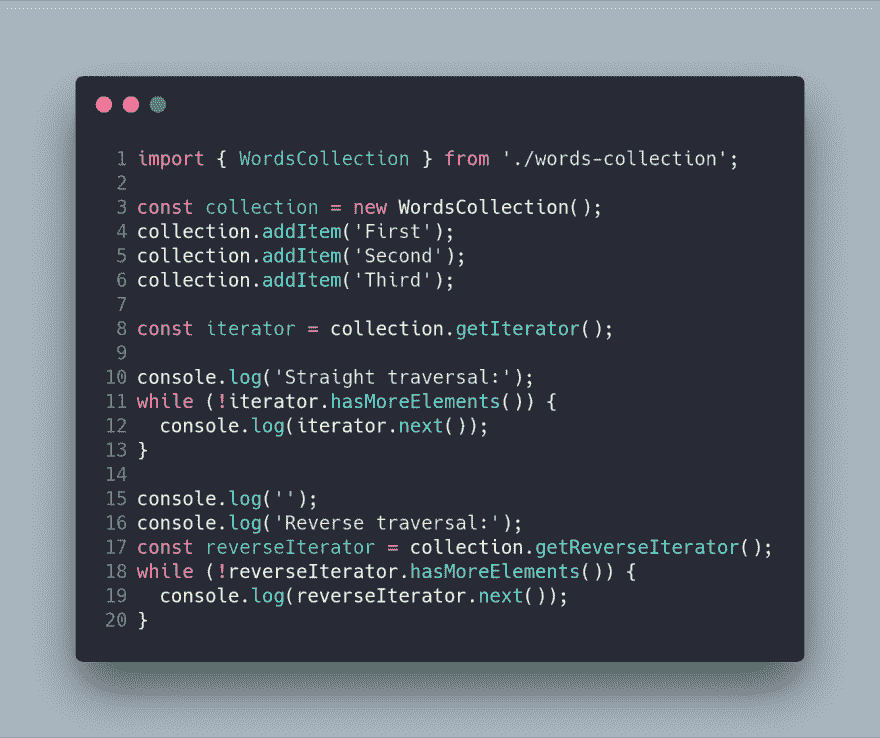 1 import { WordsCollection } from './words-collection';
2
3 const collection = new WordsCollection();
4 collection.addItem('First');
5 collection.addItem('Second');
6 collection.addItem('Third');
7
8 const iterator = collection.getIterator();
9
10 console.log('Straight traversal:');
11 while (!iterator.hasMoreElements()) {
12   console.log(iterator.next());
13 }
14
15 console.log('');
16 console.log('Reverse traversal:');
17 const reverseIterator = collection.getReverseIterator();
18 while (!reverseIterator.hasMoreElements()) {
19   console.log(reverseIterator.next());
20 }